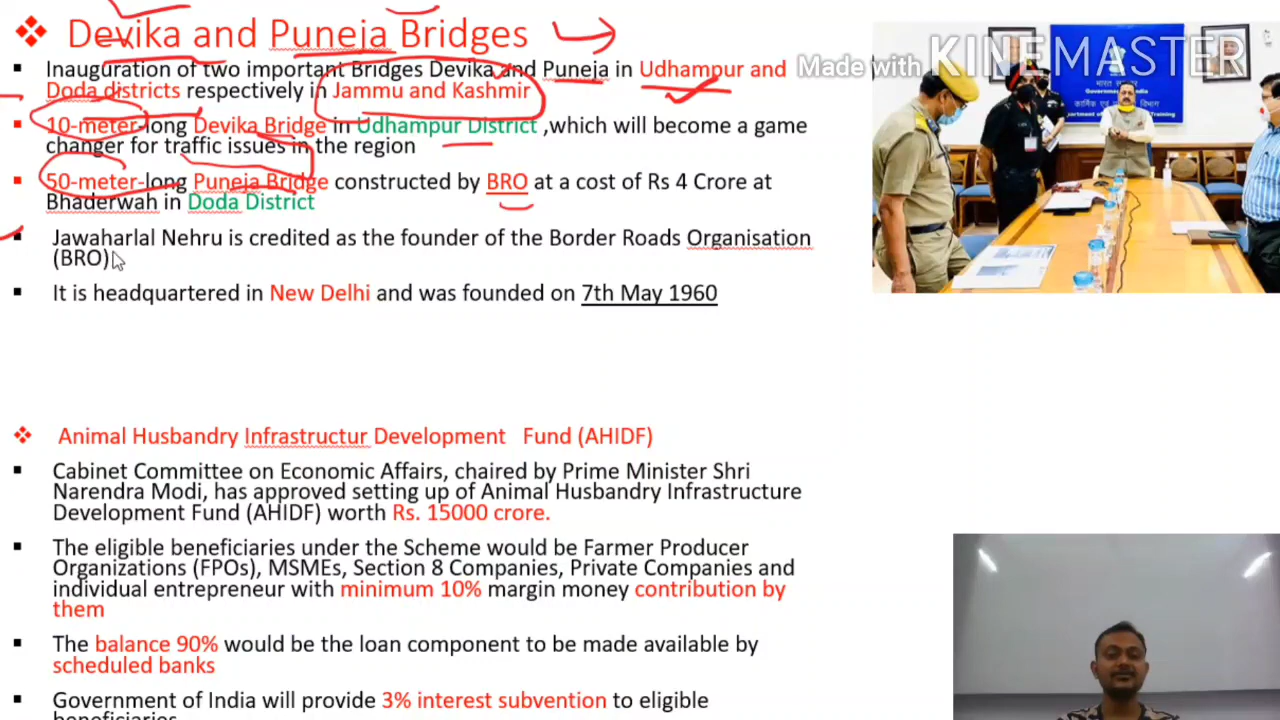 Devika and Puneja Bridges
Made with KINEMASTER
Inauguration of two important Bridges Devika and Puneja in Udhampur and
Doda districts respectively in Jammu and Kashmir
10-meter-long Devika Bridge in Udhampur District ,which will become a game
changer for traffic issues in the region
50-meter-long Puneja Bridge constructed by BRO at a cost of Rs 4 Crore at
Bhaderwah in Doda District
Jawaharlal Nehru is credited as the founder of the Border Roads Organisation
(BRO)
It is headquartered in New Delhi and was founded on 7th May 1960
भारत सरकार
Animal Husbandry Infrastructur Development Fund (AHIDF)
Cabinet Committee on Economic Affairs, chaired by Prime Minister Shri
Narendra Modi, has approved setting up of Animal Husbandry Infrastructure
Development Fund (AHIDF) worth Rs. 15000 crore.
The eligible beneficiaries under the Scheme would be Farmer Producer
Organizations (FPOs), MSMEs, Section 8 Companies, Private Companies and
individual entrepreneur with minimum 10% margin money contribution by
them
The balance 90% would be the loan component to be made available by
scheduled banks
Government of India will provide 3% interest subvention to eligible
beneficiaries